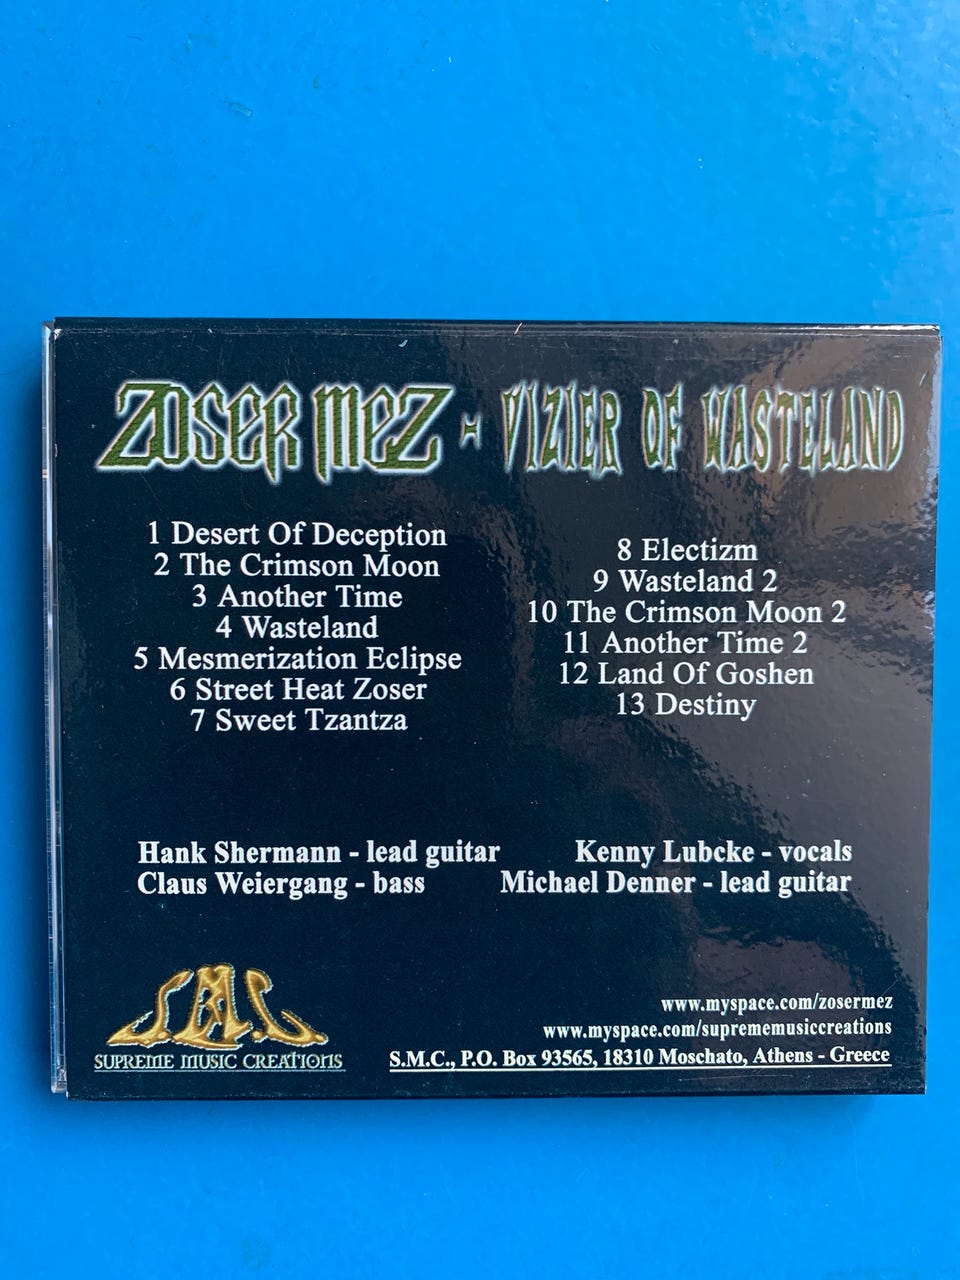 ZOSER MEZ - VIZIER OF WASTELAND
1 Desert Of Deception
2 The Crimson Moon
3 Another Time
4 Wasteland
5 Mesmerization Eclipse
6 Street Heat Zoser
7 Sweet Tzantza
8 Electizm
9 Wasteland 2
10 The Crimson Moon 2
11 Another Time 2
12 Land Of Goshen
13 Destiny
Hank Shermann - lead guitar
Kenny Lubcke - vocals
Claus Weiergang - bass
Michael Denner - lead guitar
S.M.C.
SUPREME MUSIC CREATIONS
www.myspace.com/zosermez
www.myspace.com/suprememusiccreations
S.M.C., P.O. Box 93565, 18310 Moschato, Athens - Greece